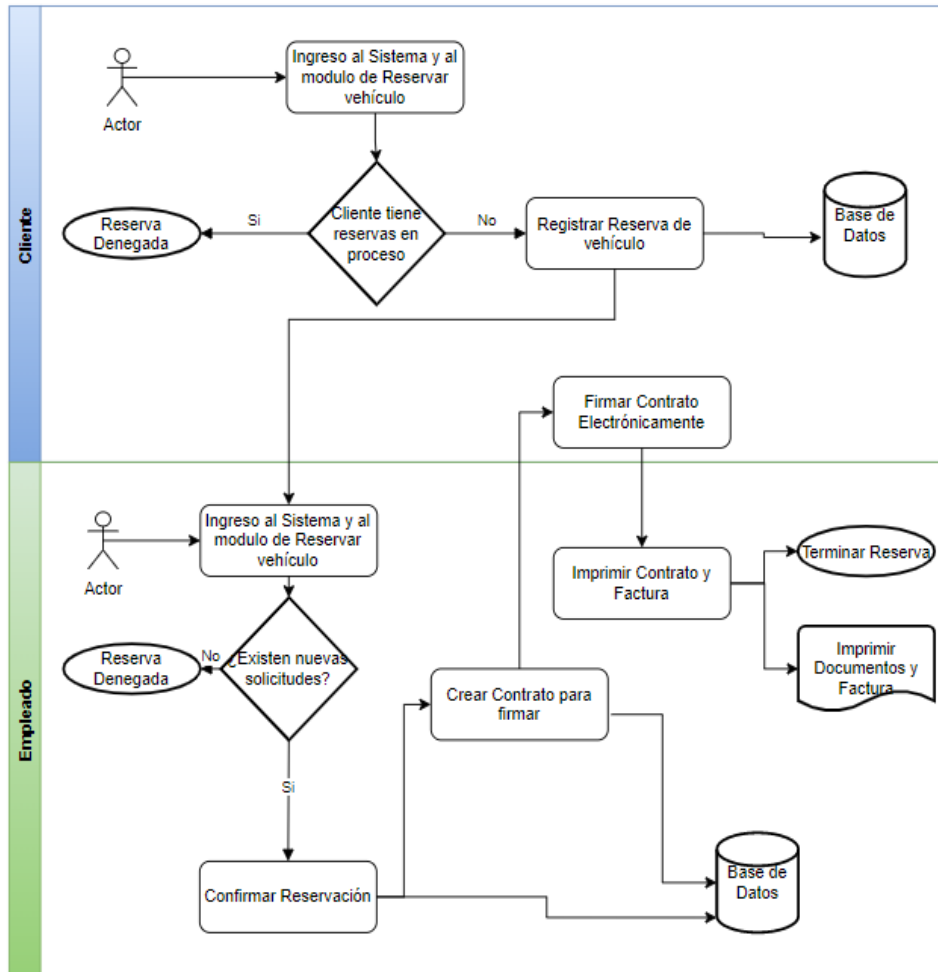 Cliente
Ingreso al Sistema y al
modulo de Reservar
vehículo
Actor
Reserva
Denegada
Si
Cliente tiene
reservas en
proceso
No
Registrar Reserva de
vehículo
Base de
Datos
Firmar Contrato
Electrónicamente
Empleado
Ingreso al Sistema y al
modulo de Reservar
vehículo
Actor
Imprimir Contrato y
Factura
Terminar Reserva
Imprimir
Documentos y
Factura
Reserva
Denegada
No
¿Existen nuevas
solicitudes?
Crear Contrato para
firmar
Si
Confirmar Reservación
Base de
Datos